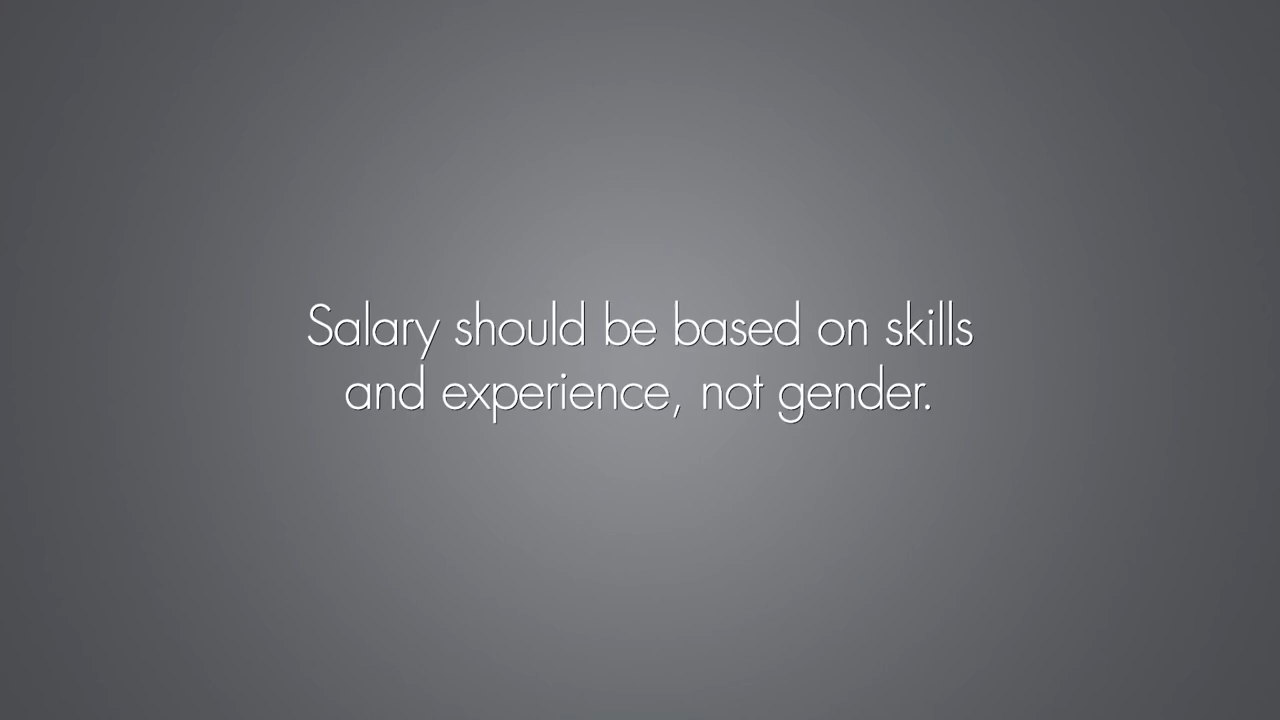 Salary should be based on skills
and experience, not gender.